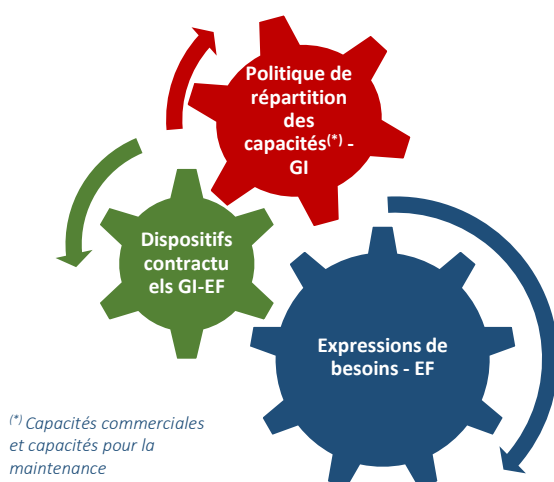 Politique de
répartition
des
capacités(*) -
GI
Dispositifs
contractu
els GI-EF
Expressions de
besoins - EF
(*) Capacités commerciales
et capacités pour la
maintenance